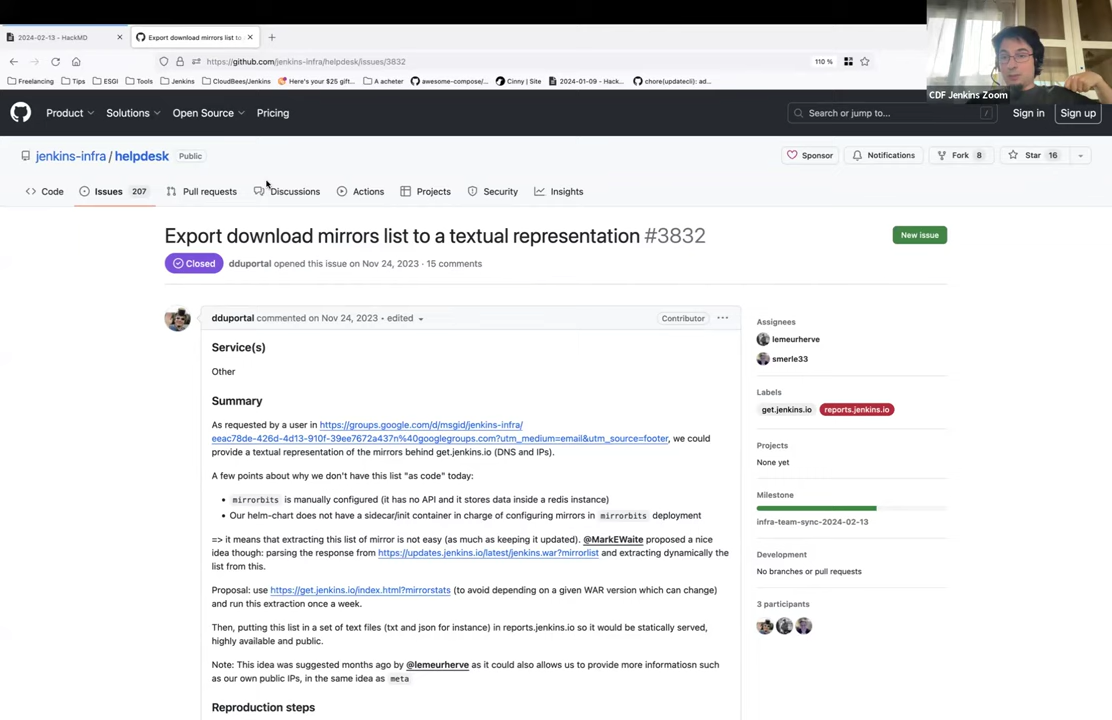 2024-02-13 - HackMD
Export download mirrors list to
https://github.com/jenkins-infra/helpdesk/issues/3832
110 %
Freelancing
Tips
ESGI
Tools
Jenkins
CloudBees/Jenkins
Here's your $25 gift...
A acheter
awesome-compose/...
Cinny | Site
2024-01-09 - Hack...
chore(updatecli): ad...
CDF Jenkins Zoom
Product
Solutions
Open Source
Pricing
Search or jump to...
/
Sign in
Sign up
jenkins-infra / helpdesk
Public
Sponsor
Notifications
Fork 8
Star 16
Code
Issues 207
Pull requests
Discussions
Actions
Projects
Security
Insights
Export download mirrors list to a textual representation #3832
New issue
Closed
dduportal opened this issue on Nov 24, 2023 · 15 comments
dduportal commented on Nov 24, 2023 • edited
Contributor
Service(s)
Other
Summary
As requested by a user in https://groups.google.com/d/msgid/jenkins-infra/
eeac78de-426d-4d13-910f-39ee7672a437n%40googlegroups.com?utm_medium=email&utm_source=footer, we could
provide a textual representation of the mirrors behind get.jenkins.io (DNS and IPs).
A few points about why we don't have this list "as code" today:
• mirrorbits is manually configured (it has no API and it stores data inside a redis instance)
• Our helm-chart does not have a sidecar/init container in charge of configuring mirrors in mirrorbits deployment
=> it means that extracting this list of mirror is not easy (as much as keeping it updated). @MarkEWaite proposed a nice
idea though: parsing the response from https://updates.jenkins.io/latest/jenkins.war?mirrorlist and extracting dynamically the
list from this.
Proposal: use https://get.jenkins.io/index.html?mirrorstats (to avoid depending on a given WAR version which can change)
and run this extraction once a week.
Then, putting this list in a set of text files (txt and json for instance) in reports.jenkins.io so it would be statically served,
highly available and public.
Note: This idea was suggested months ago by @lemeurherve as it could also allows us to provide more informatiosn such
as our own public IPs, in the same idea as meta
Reproduction steps
Assignees
lemeurherve
smerle33
Labels
get.jenkins.io
reports.jenkins.io
Projects
None yet
Milestone
infra-team-sync-2024-02-13
Development
No branches or pull requests
3 participants